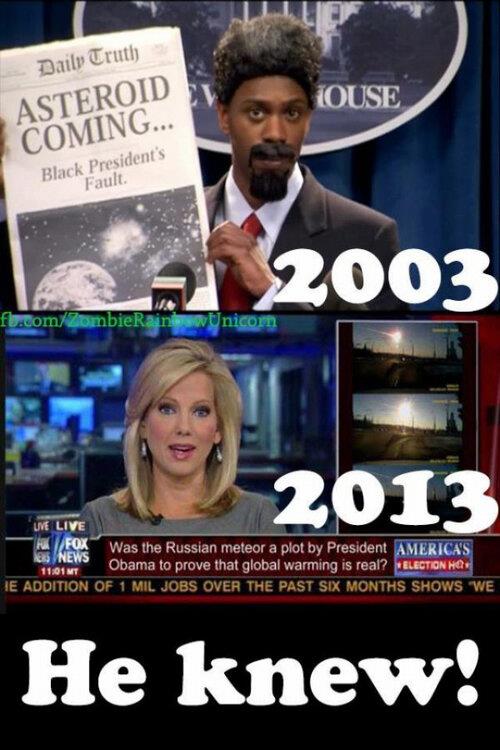 Daily Truth
ASTEROID
COMING...
Black President's
Fault.
HOUSE
2003
fb.com/ZombieRainbowUnicorn
2013
LIVE LIVE
FOX
NEWS
11:01 MT
Was the Russian meteor a plot by President
Obama to prove that global warming is real?
AMERICA'S
ELECTION HQ
E ADDITION OF 1 MIL JOBS OVER THE PAST SIX MONTHS SHOWS "WE
He knew!